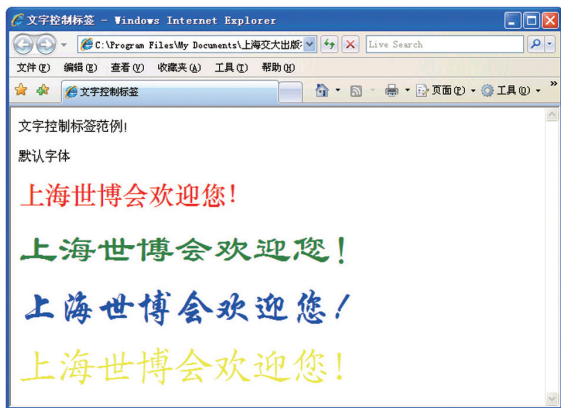 文字控制标签 - Windows Internet Explorer
C:\Program Files\My Documents\上海交大出版
Live Search
文件(F) 编辑(E) 查看(V) 收藏夹(A) 工具(T) 帮助(H)
文字控制标签 页面(P) 工具(O) »
文字控制标签范例!
默认字体
上海世博会欢迎您!
上海世博会欢迎您!
上海世博会欢迎您!
上海世博会欢迎您!